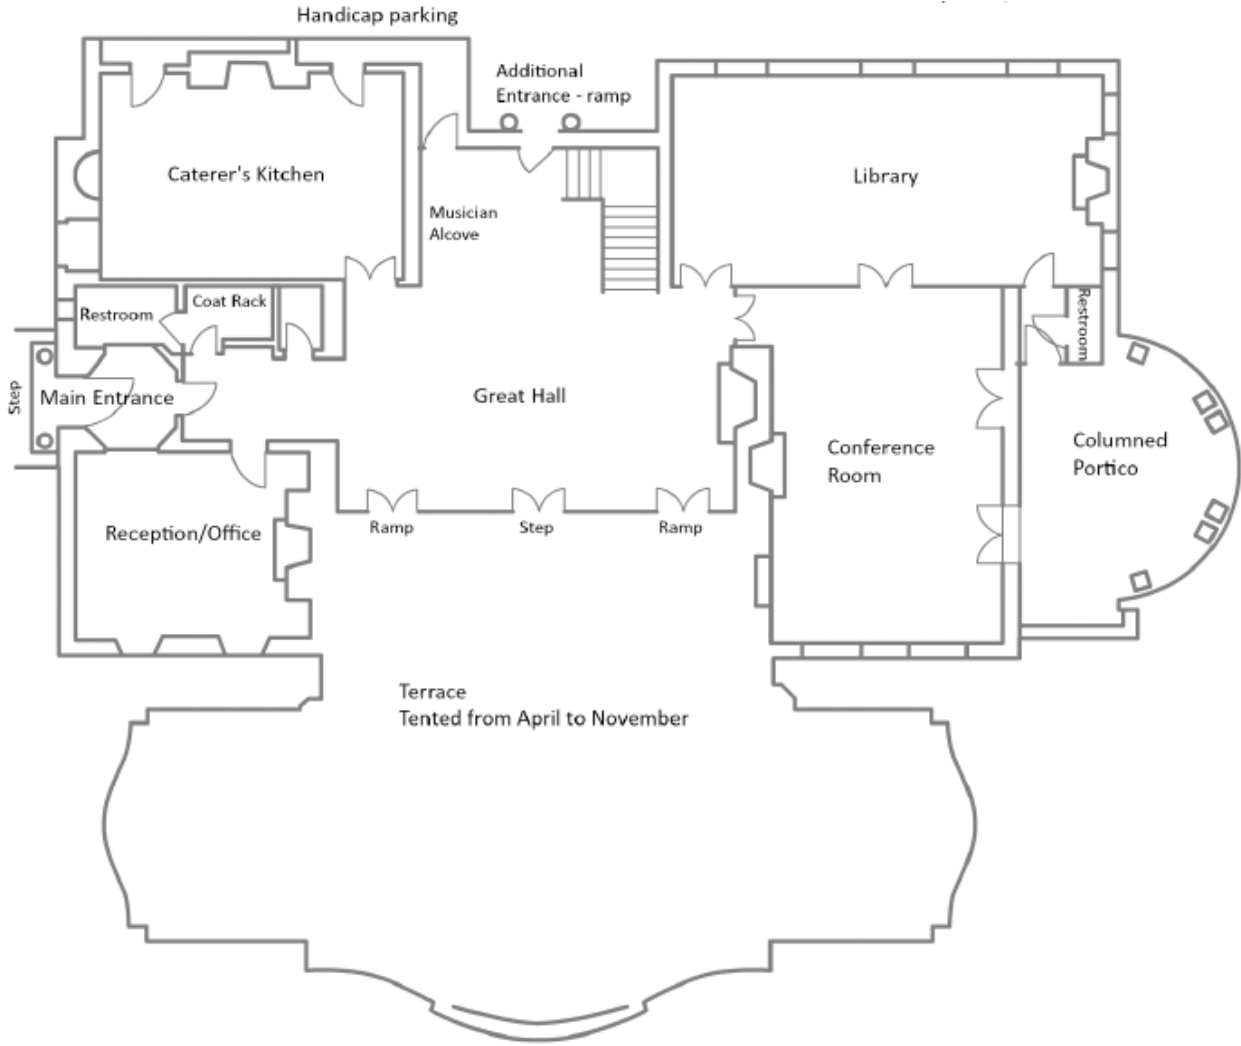 Handicap parking
Additional
Entrance - ramp
Caterer's Kitchen
Library
Musician
Alcove
Restroom
Coat Rack
Restroom
Step
Main Entrance
Great Hall
Conference
Room
Columned
Portico
Reception/Office
Ramp
Step
Ramp
Terrace
Tented from April to November